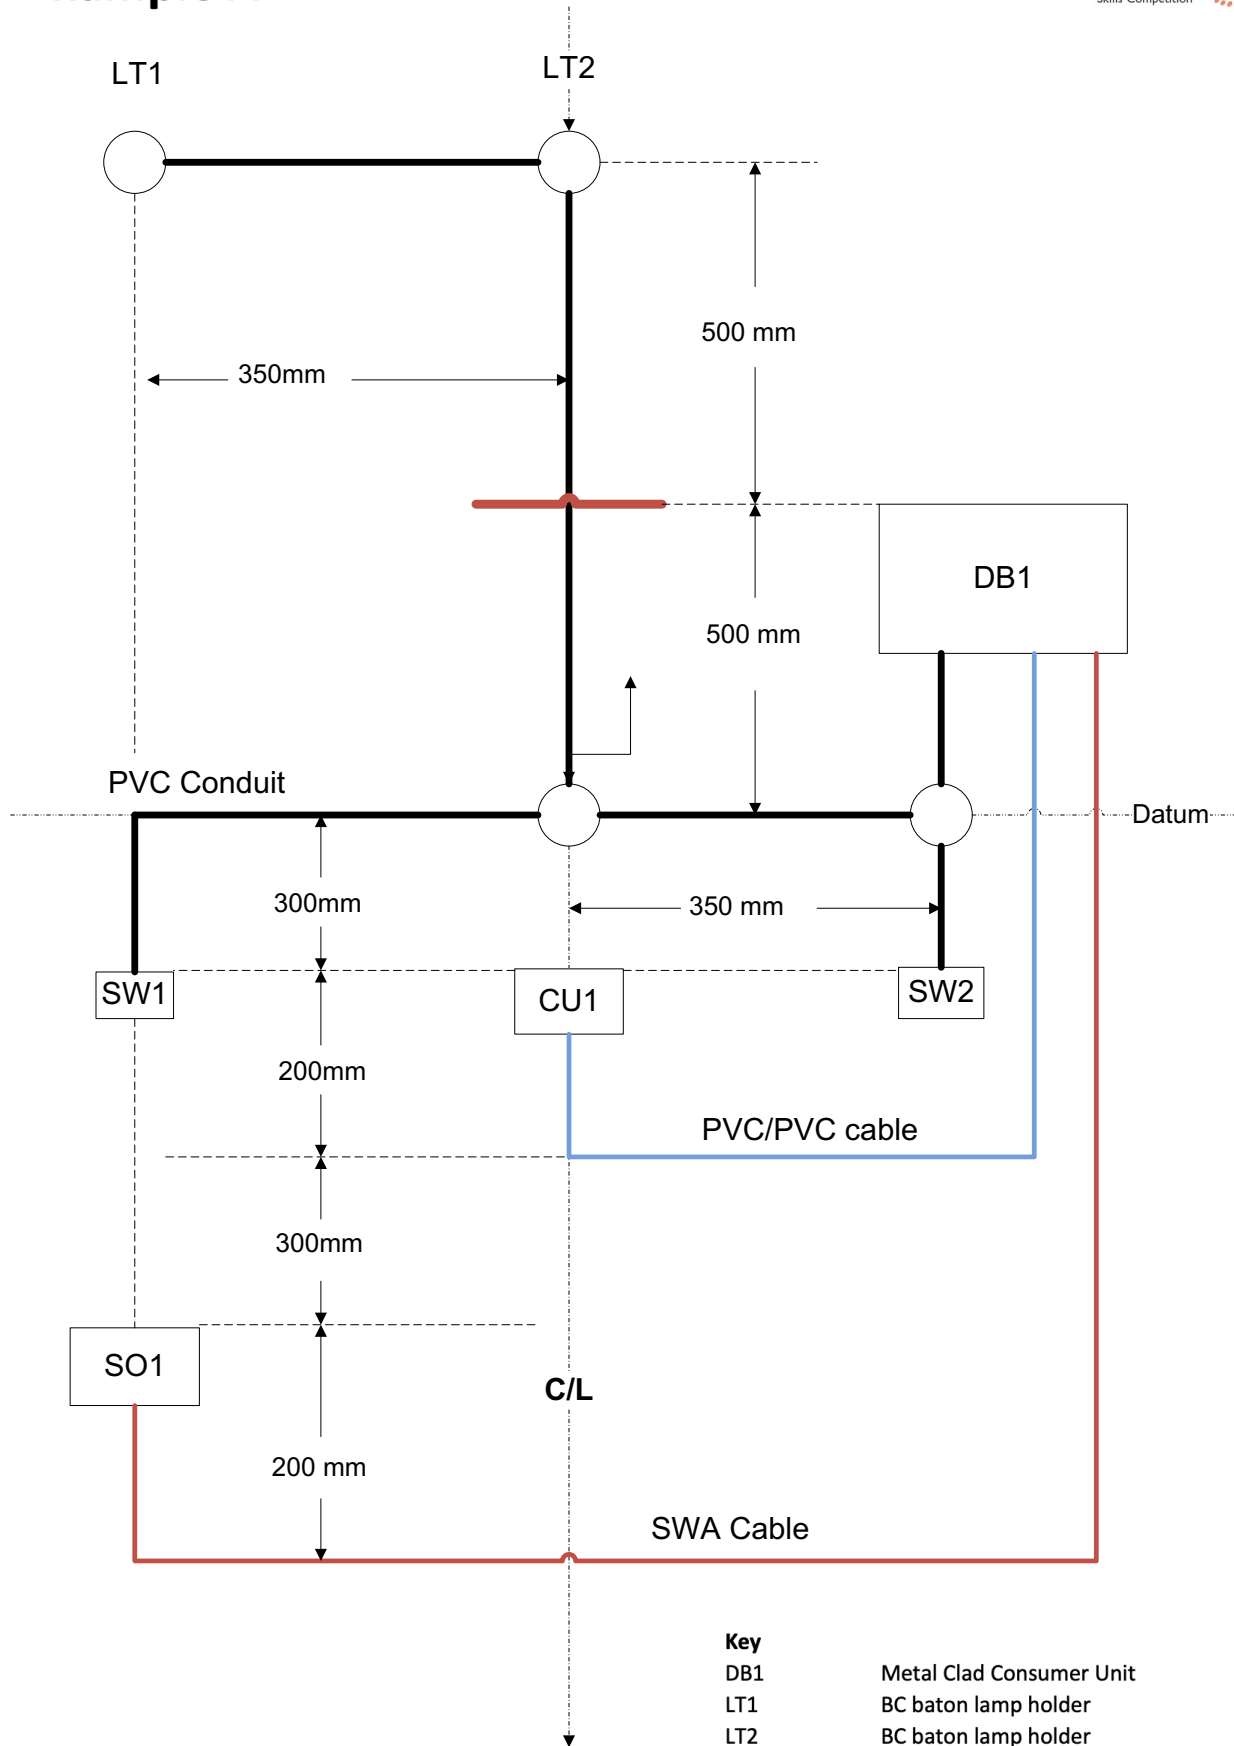 Skills Competition
LT1
LT2
500 mm
350mm
DB1
500 mm
PVC Conduit
Datum
300mm
350 mm
SW1
CU1
SW2
200mm
PVC/PVC cable
300mm
SO1
C/L
200 mm
SWA Cable
Key
DB1 Metal Clad Consumer Unit
LT1 BC baton lamp holder
LT2 BC baton lamp holder